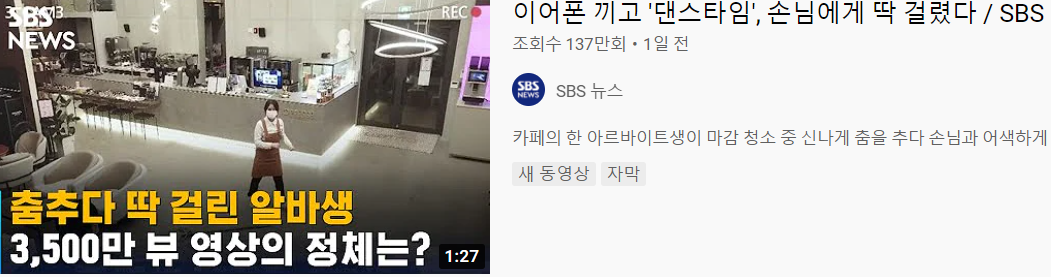 SBS
NEWS
REC
춤추다 딱 걸린 알바생
3,500만 뷰 영상의 정체는?
1:27
이어폰 끼고 '댄스타임', 손님에게 딱 걸렸다 / SBS
조회수 137만회 • 1일 전
SBS
NEWS
SBS 뉴스
카페의 한 아르바이트생이 마감 청소 중 신나게 춤을 추다 손님과 어색하게
새 동영상
자막